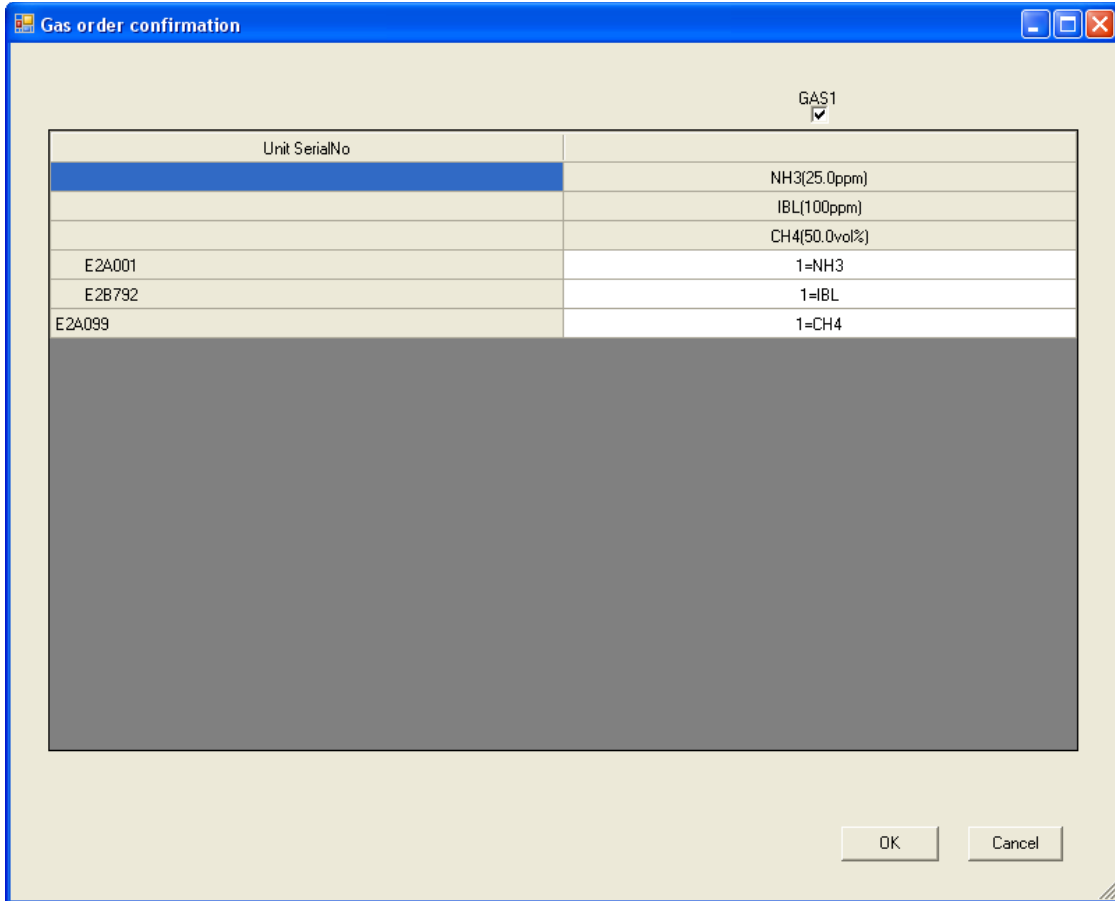 Gas order confirmation
GAS1
Unit SerialNo
NH3(25.0ppm)
IBL(100ppm)
CH4(50.0vol%)
E2A001 1=NH3
E2B792 1=IBL
E2A099 1=CH4
OK Cancel